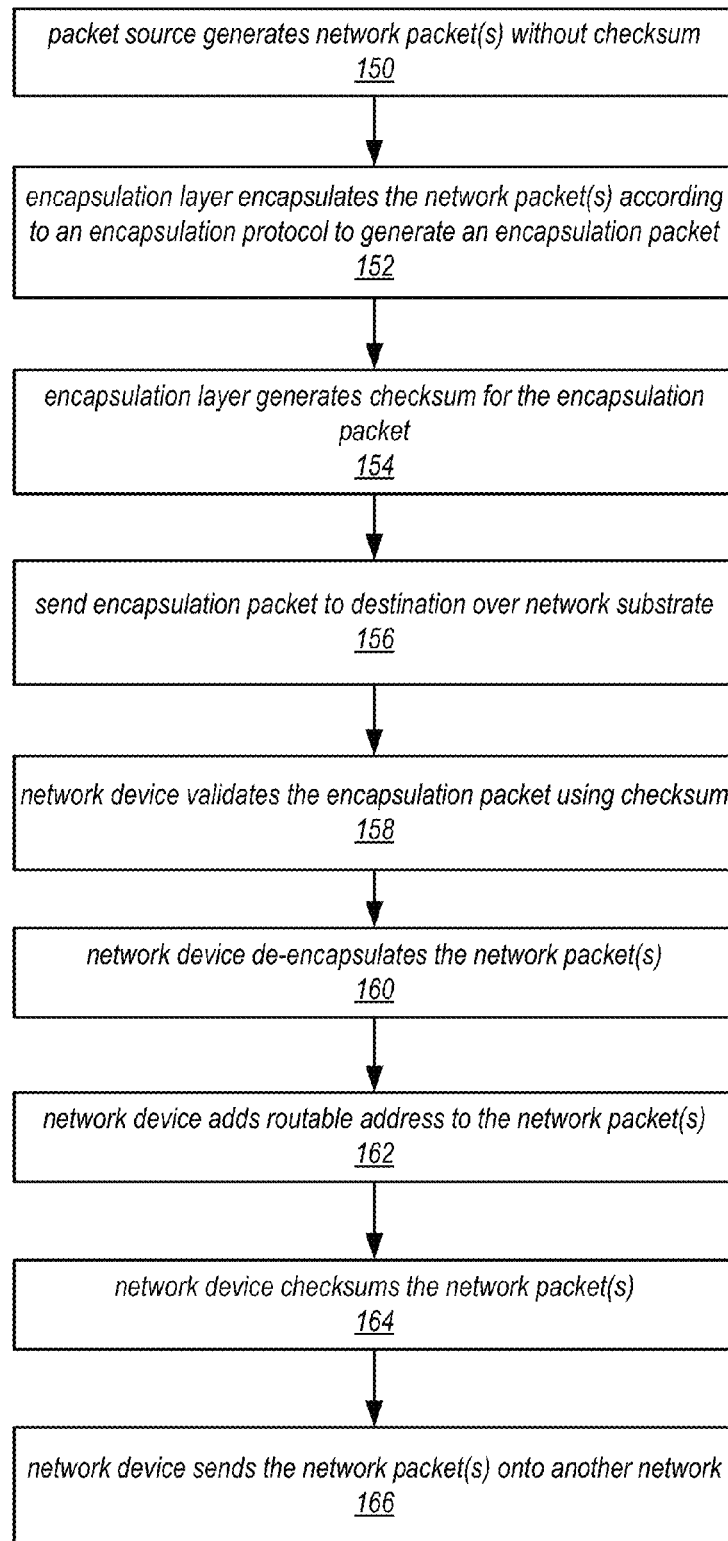 packet source generates network packet(s) without checksum
150
encapsulation layer encapsulates the network packet(s) according
to an encapsulation protocol to generate an encapsulation packet
152
encapsulation layer generates checksum for the encapsulation
packet
154
send encapsulation packet to destination over network substrate
156
network device validates the encapsulation packet using checksum
158
network device de-encapsulates the network packet(s)
160
network device adds routable address to the network packet(s)
162
network device checksums the network packet(s)
164
network device sends the network packet(s) onto another network
166